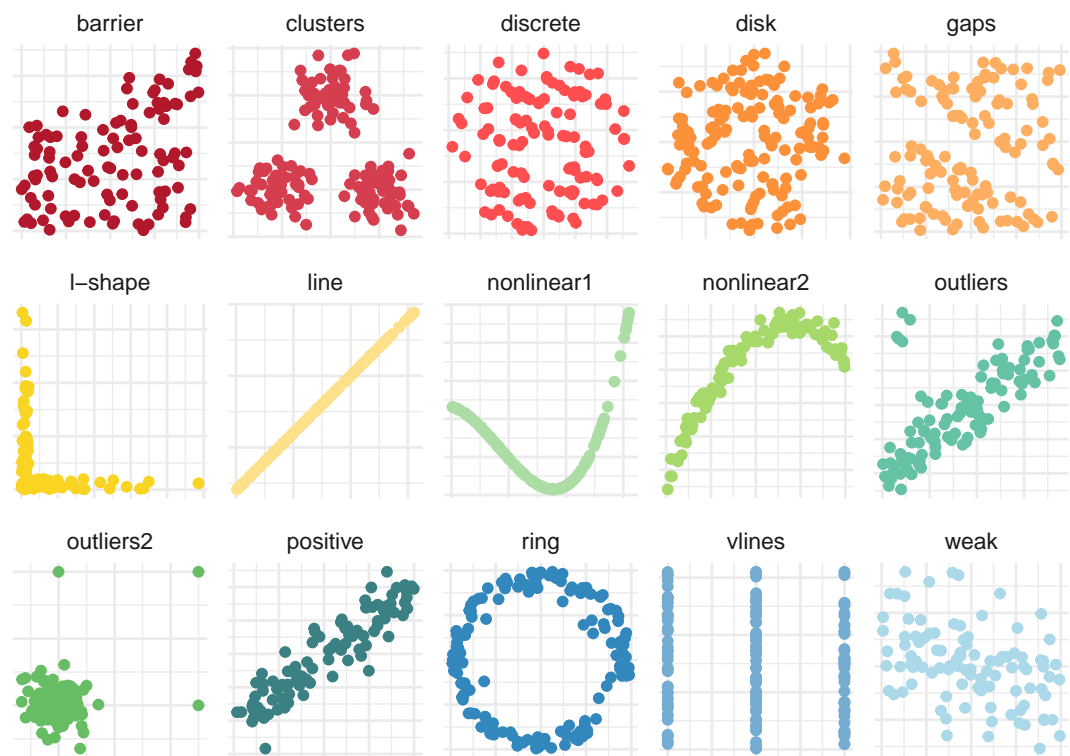 barrier clusters discrete disk gaps
l−shape line nonlinear1 nonlinear2 outliers
outliers2 positive ring vlines weak